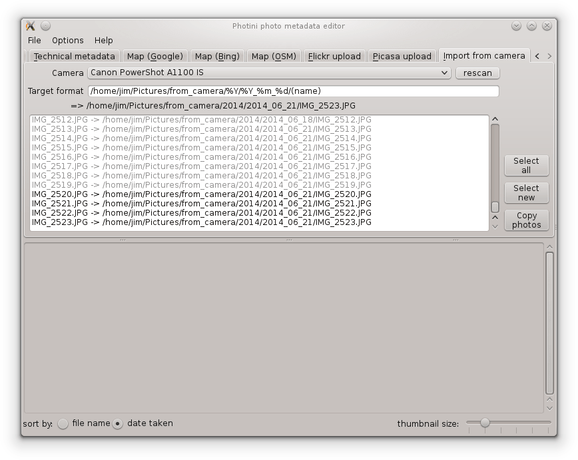 Photini photo metadata editor
File Options Help
Technical metadata Map (Google) Map (Bing) Map (OSM) Flickr upload Picasa upload Import from camera
Camera Canon PowerShot A1100 IS rescan
Target format /home/jim/Pictures/from_camera/%Y/%Y_%m_%d/(name)
=> /home/jim/Pictures/from_camera/2014/2014_06_21/IMG_2523.JPG
IMG_2512.JPG -> /home/jim/Pictures/from_camera/2014/2014_06_18/IMG_2512.JPG
IMG_2513.JPG -> /home/jim/Pictures/from_camera/2014/2014_06_21/IMG_2513.JPG
IMG_2514.JPG -> /home/jim/Pictures/from_camera/2014/2014_06_21/IMG_2514.JPG
IMG_2515.JPG -> /home/jim/Pictures/from_camera/2014/2014_06_21/IMG_2515.JPG
IMG_2516.JPG -> /home/jim/Pictures/from_camera/2014/2014_06_21/IMG_2516.JPG
IMG_2517.JPG -> /home/jim/Pictures/from_camera/2014/2014_06_21/IMG_2517.JPG
IMG_2518.JPG -> /home/jim/Pictures/from_camera/2014/2014_06_21/IMG_2518.JPG
IMG_2519.JPG -> /home/jim/Pictures/from_camera/2014/2014_06_21/IMG_2519.JPG
IMG_2520.JPG -> /home/jim/Pictures/from_camera/2014/2014_06_21/IMG_2520.JPG
IMG_2521.JPG -> /home/jim/Pictures/from_camera/2014/2014_06_21/IMG_2521.JPG
IMG_2522.JPG -> /home/jim/Pictures/from_camera/2014/2014_06_21/IMG_2522.JPG
IMG_2523.JPG -> /home/jim/Pictures/from_camera/2014/2014_06_21/IMG_2523.JPG
Select
all
Select
new
Copy
photos
sort by: file name date taken thumbnail size: